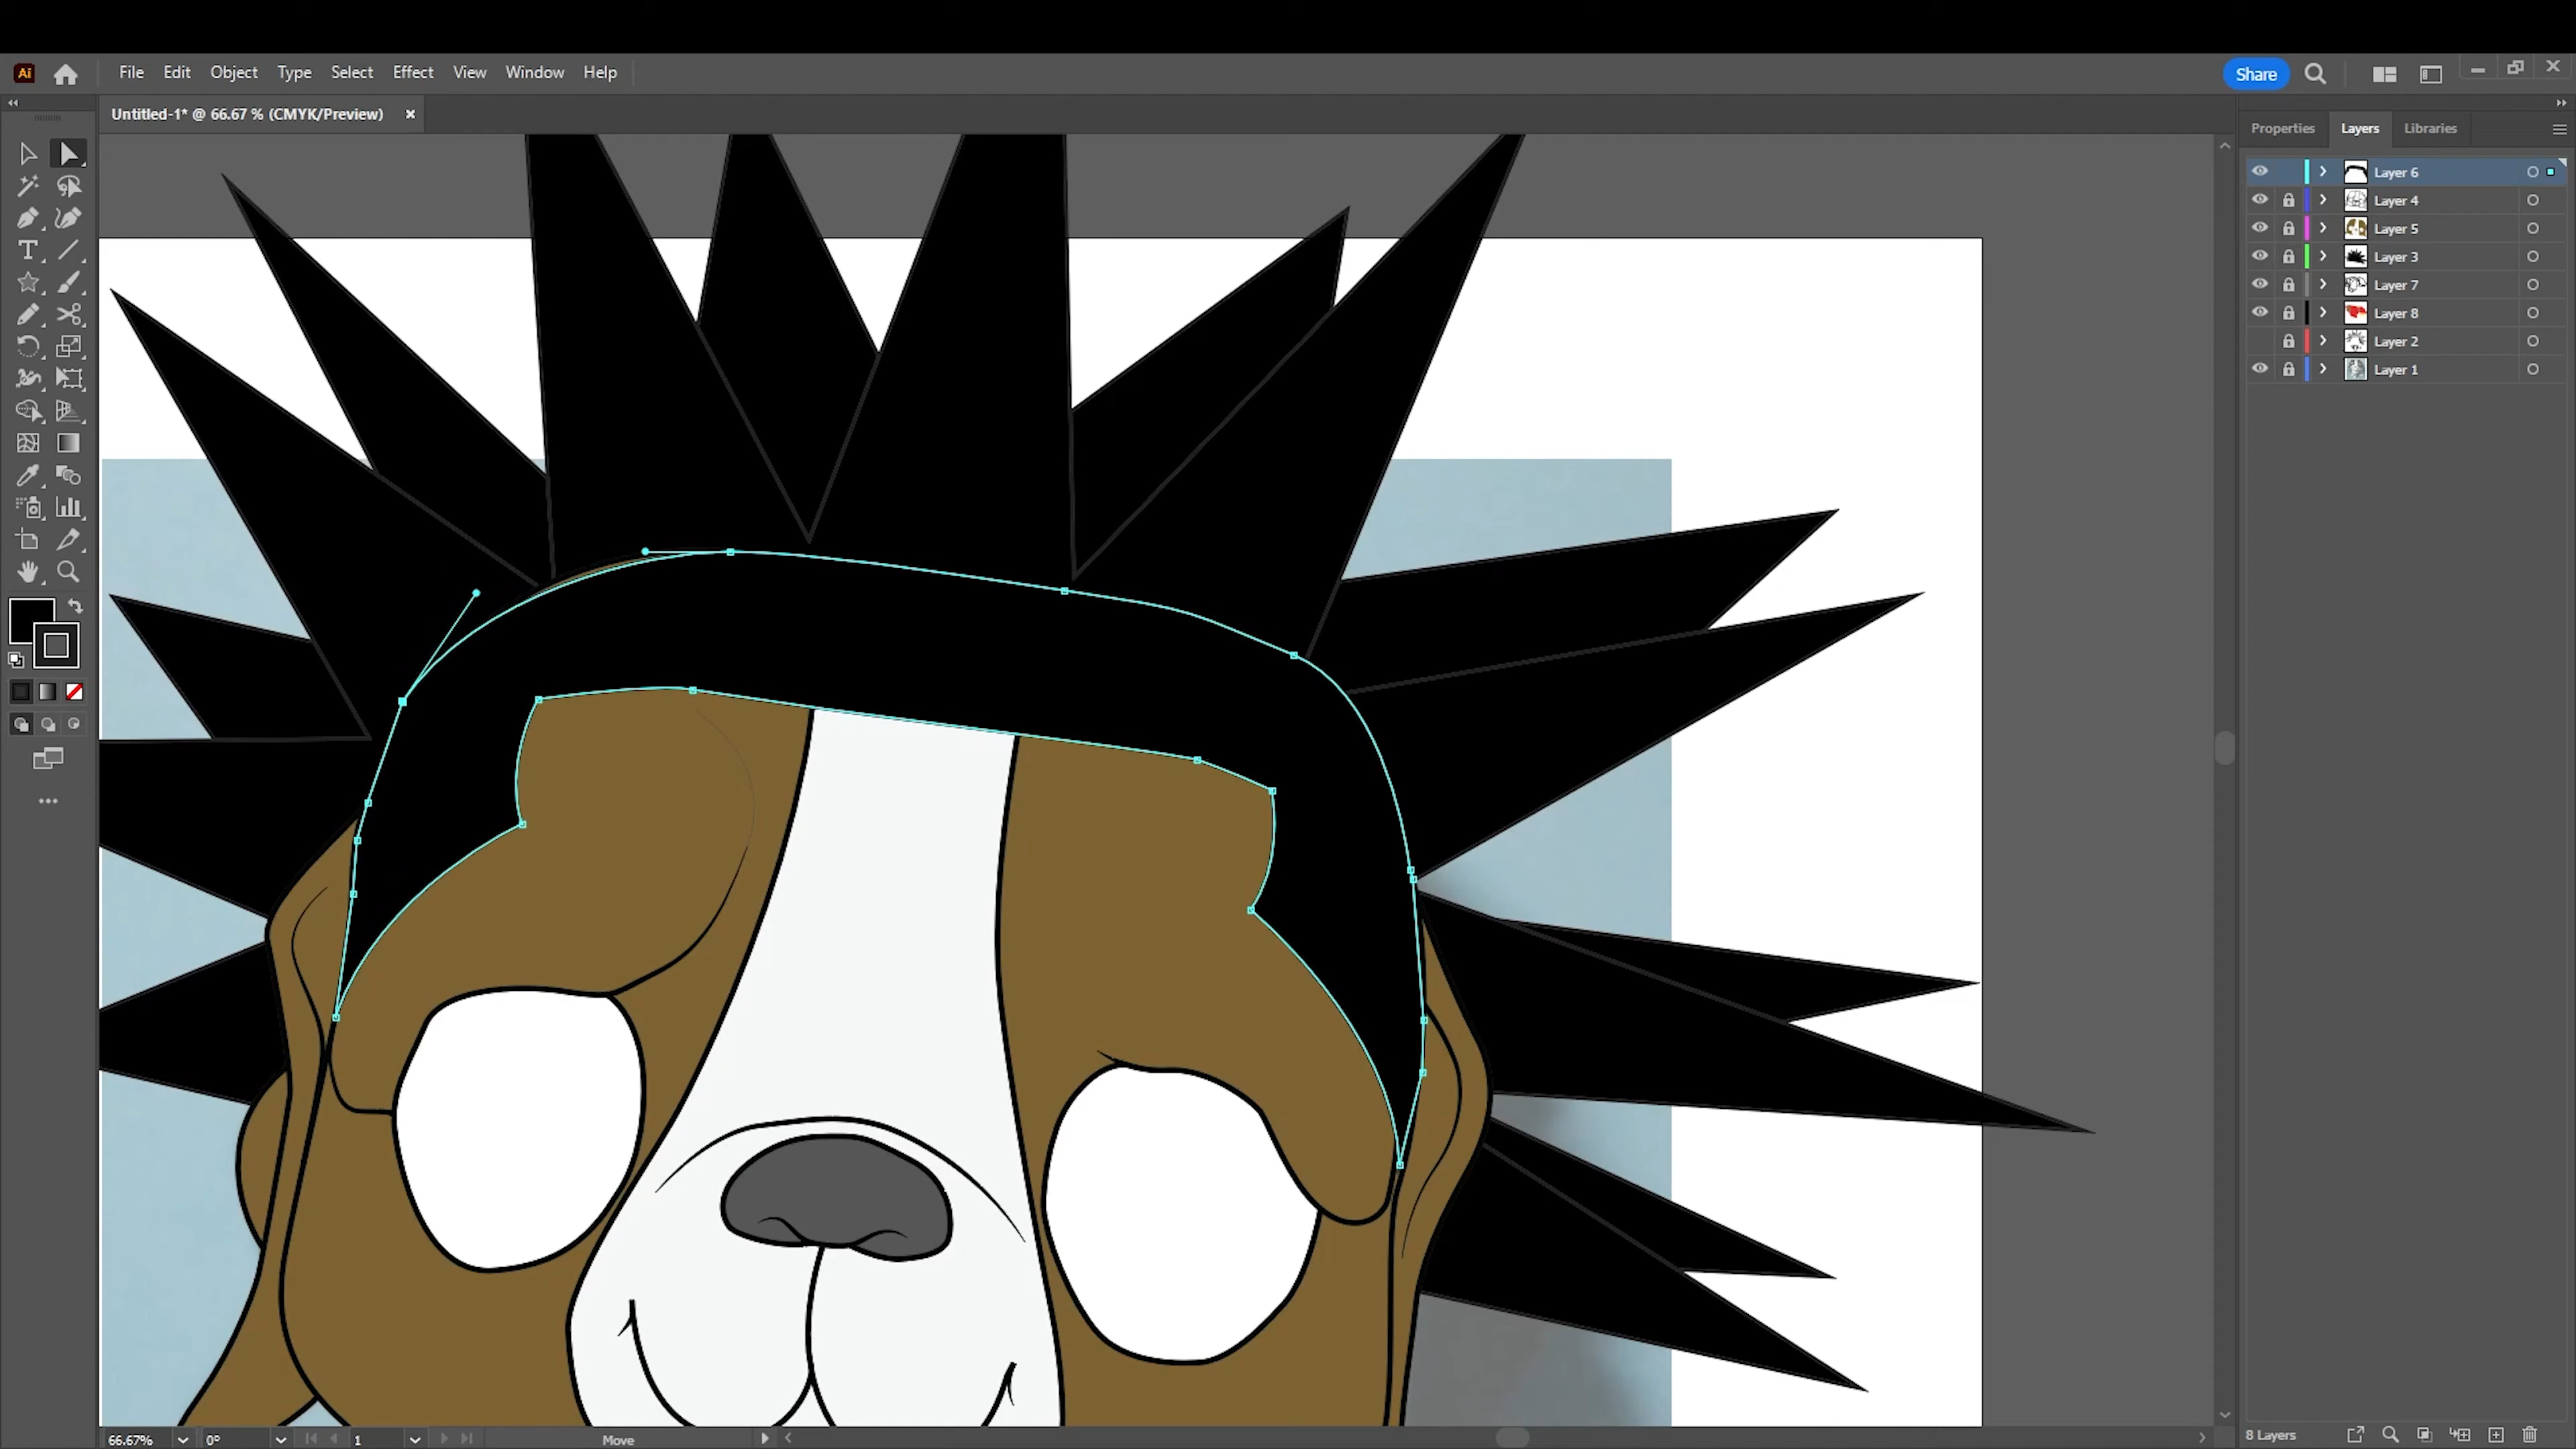 Ai File Edit Object Type Select Effect View Window Help Share
Untitled-1* @ 66.67 % (CMYK/Preview) ×
Properties Layers Libraries
Layer 6
Layer 4
Layer 5
Layer 3
Layer 7
Layer 8
Layer 2
Layer 1
66.67% 0° 1 Move 8 Layers